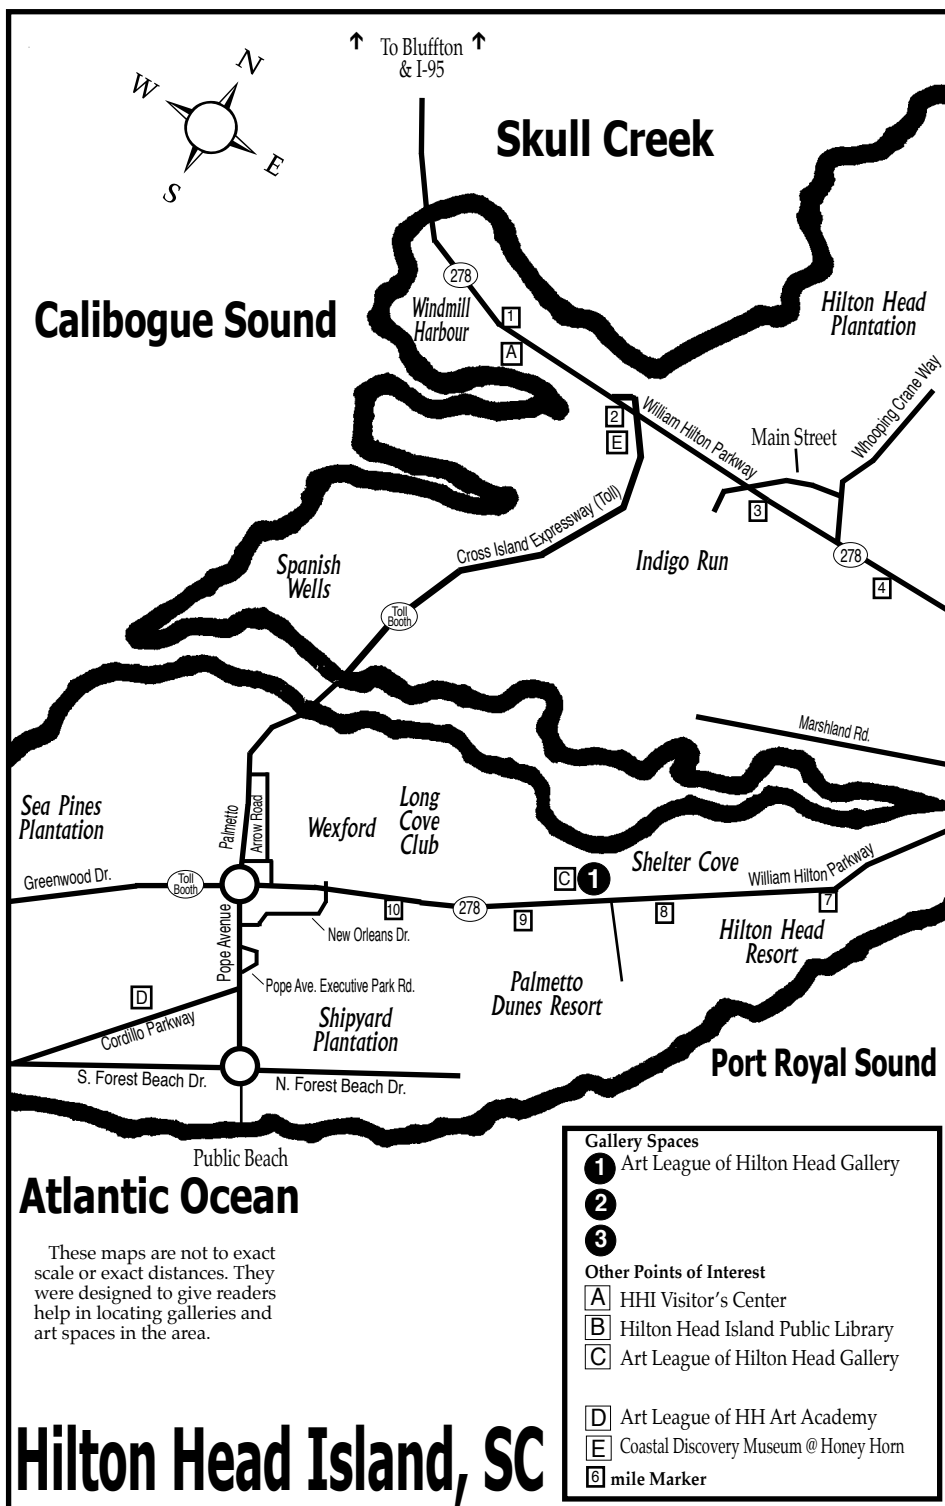 To Bluffton
& I-95
N
W
E
S
Skull Creek
278
Calibogue Sound
Windmill
Harbour
1
A
Hilton Head
Plantation
2
E
William Hilton Parkway
Main Street
Whooping Crane Way
3
Cross Island Expressway (Toll)
Indigo Run
278
4
Spanish
Wells
Toll
Booth
Marshland Rd.
Sea Pines
Plantation
Palmetto
Arrow Road
Wexford
Long
Cove
Club
Shelter Cove
William Hilton Parkway
Greenwood Dr.
Toll
Booth
C
1
10
278
9
8
7
New Orleans Dr.
Hilton Head
Resort
Pope Avenue
Pope Ave. Executive Park Rd.
Palmetto
Dunes Resort
D
Cordillo Parkway
Shipyard
Plantation
Port Royal Sound
S. Forest Beach Dr.
N. Forest Beach Dr.
Public Beach
Atlantic Ocean
These maps are not to exact
scale or exact distances. They
were designed to give readers
help in locating galleries and
art spaces in the area.
Gallery Spaces
1 Art League of Hilton Head Gallery
2
3
Other Points of Interest
A HHI Visitor's Center
B Hilton Head Island Public Library
C Art League of Hilton Head Gallery
D Art League of HH Art Academy
E Coastal Discovery Museum @ Honey Horn
6 mile Marker
Hilton Head Island, SC